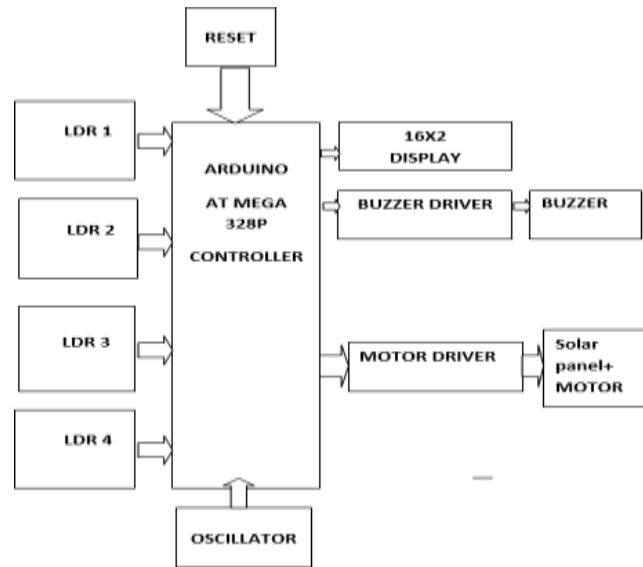 RESET
LDR 1
LDR 2
LDR 3
LDR 4
ARDUINO
AT MEGA
328P
CONTROLLER
16X2
DISPLAY
BUZZER DRIVER
BUZZER
MOTOR DRIVER
Solar
panel+
MOTOR
OSCILLATOR